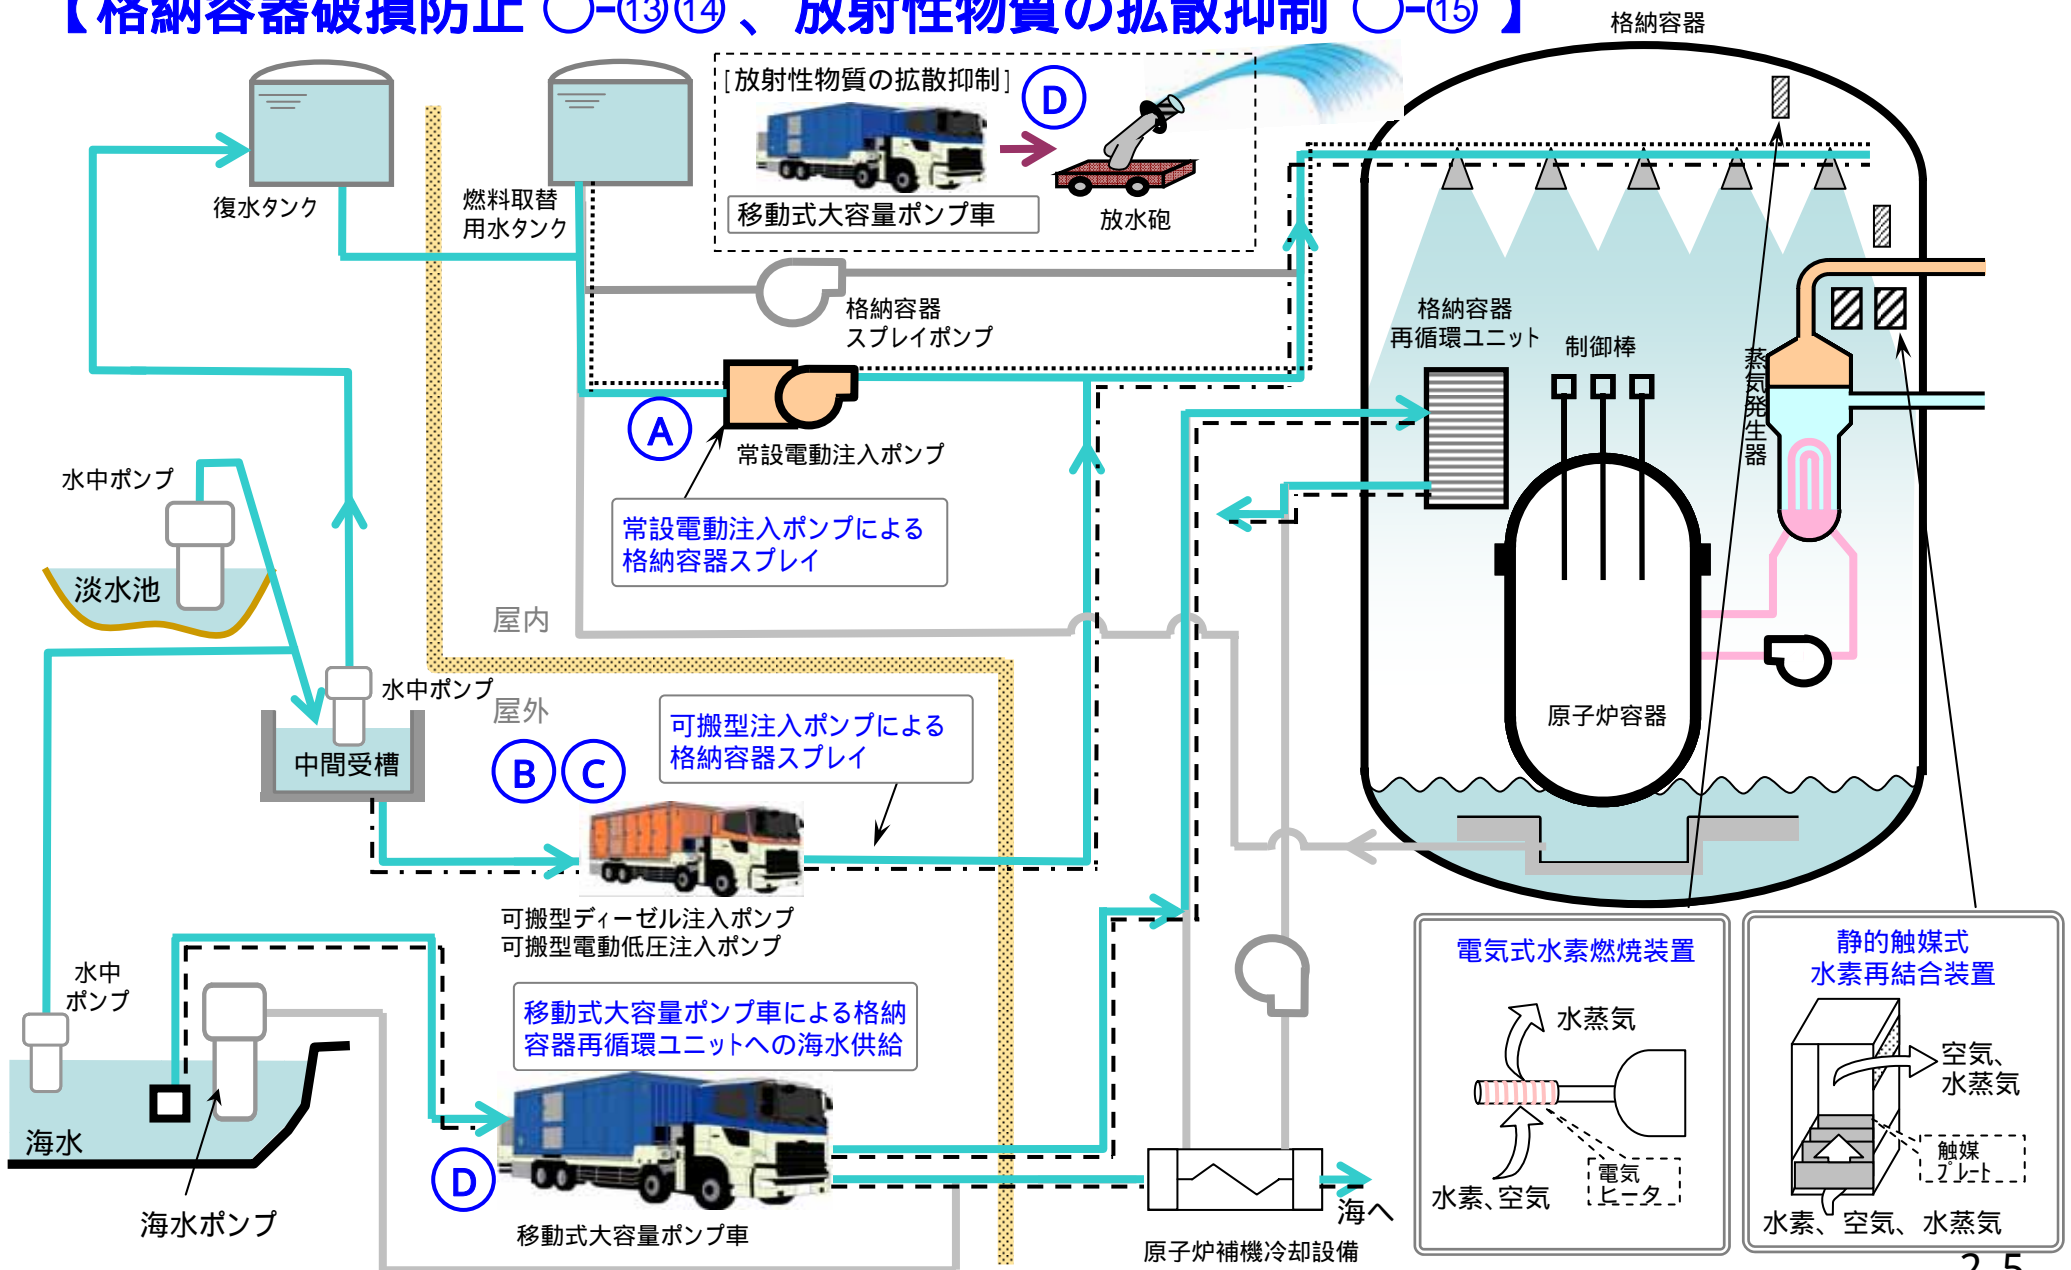 【格納容器破損防止 ○-⑬⑭、放射性物質の拡散抑制 ○-⑮】
格納容器
[放射性物質の拡散抑制]
D
移動式大容量ポンプ車
放水砲
復水タンク
燃料取替
用水タンク
格納容器
スプレイポンプ
格納容器
再循環ユニット
制御棒
蒸気発生器
A
常設電動注入ポンプ
水中ポンプ
常設電動注入ポンプによる
格納容器スプレイ
淡水池
屋内
水中ポンプ
屋外
可搬型注入ポンプによる
格納容器スプレイ
原子炉容器
中間受槽
B
C
可搬型ディーゼル注入ポンプ
可搬型電動低圧注入ポンプ
水中
ポンプ
移動式大容量ポンプ車による格納
容器再循環ユニットへの海水供給
電気式水素燃焼装置
水蒸気
電気
ヒータ
水素、空気
静的触媒式
水素再結合装置
空気、
水蒸気
触媒
プレート
水素、空気、水蒸気
海水
D
海水ポンプ
移動式大容量ポンプ車
海へ
原子炉補機冷却設備
25